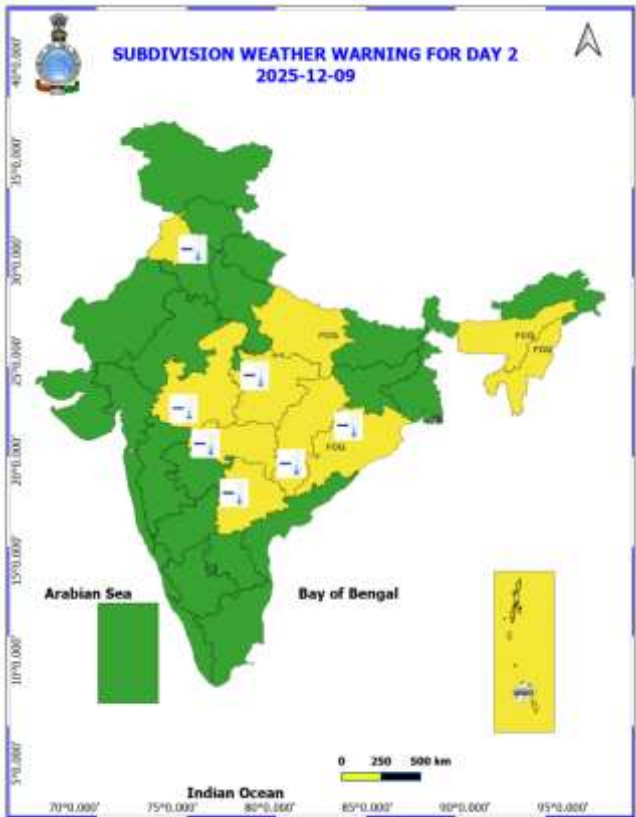 SUBDIVISION WEATHER WARNING FOR DAY 2
2025-12-09
40°0.000'
35°0.000'
30°0.000'
25°0.000'
20°0.000'
15°0.000'
10°0.000'
5°0.000'
FOG
FOG
FOG
FOG
Arabian Sea
Bay of Bengal
0 250 500 km
Indian Ocean
70°0.000' 75°0.000' 80°0.000' 85°0.000' 90°0.000' 95°0.000'